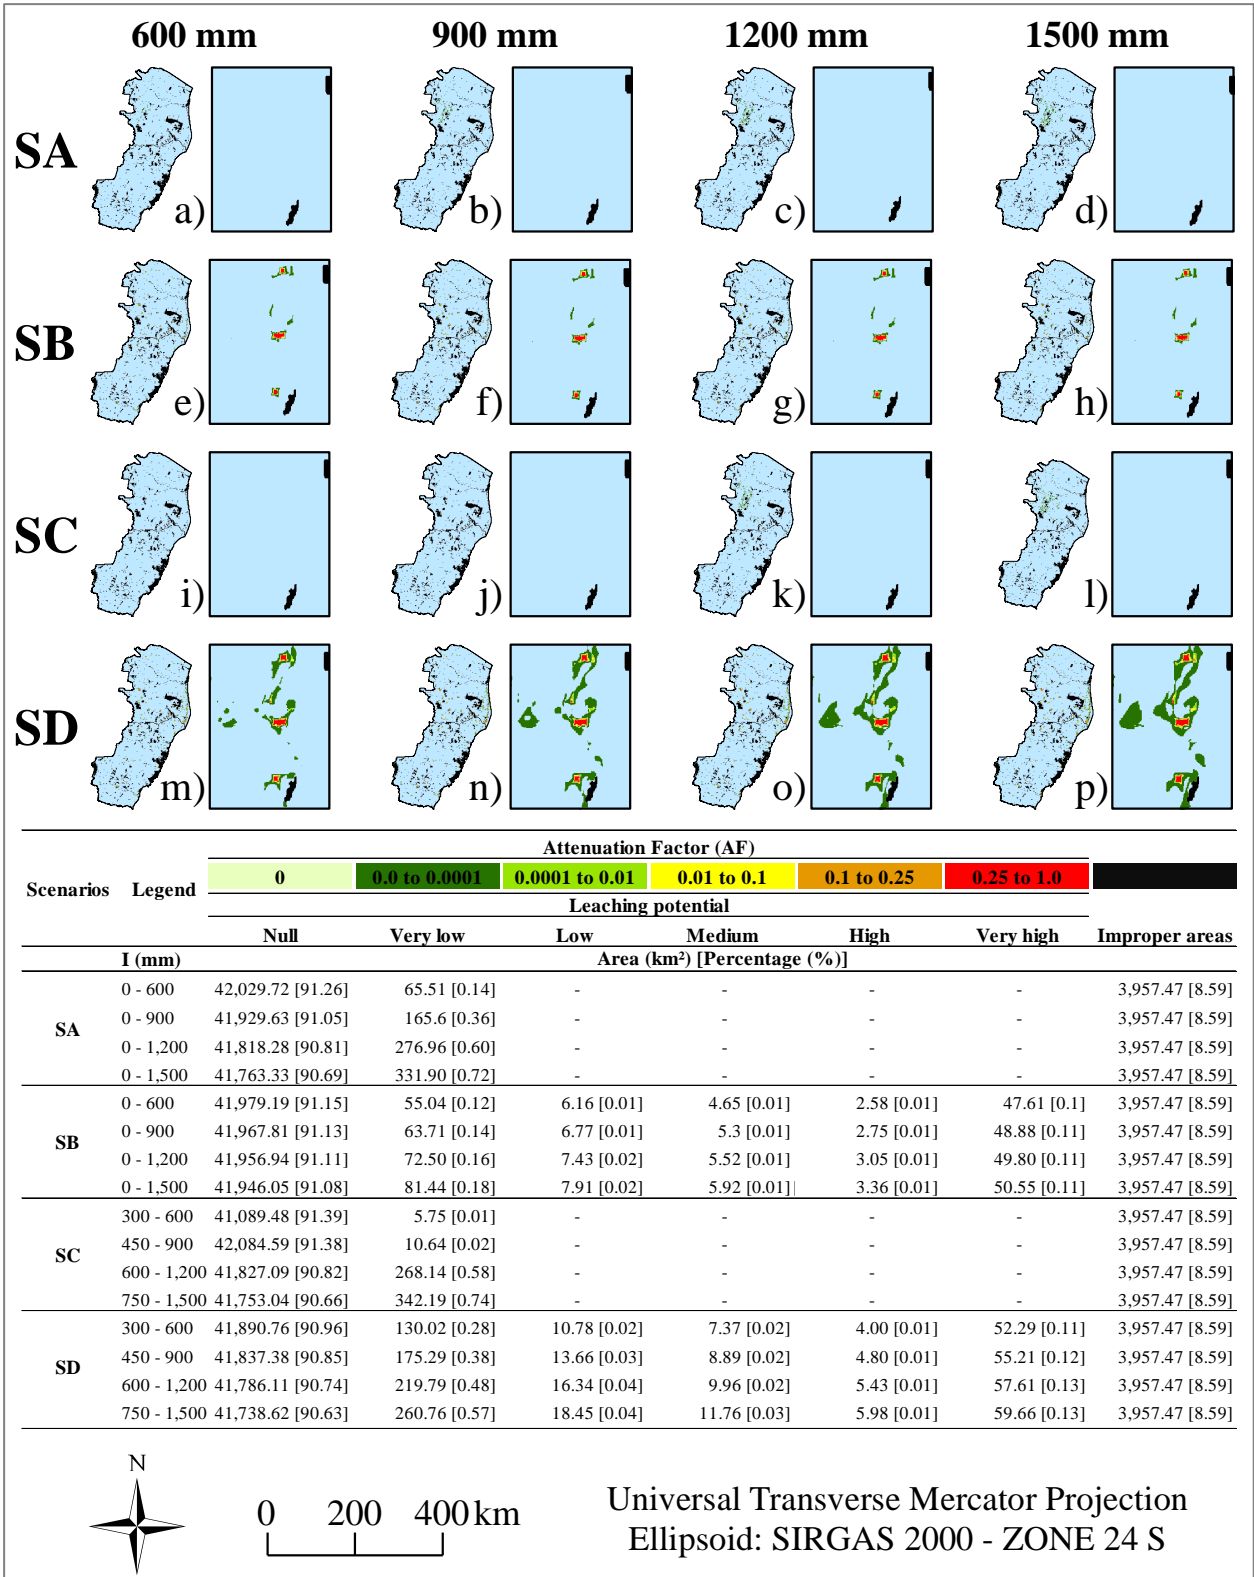 600 mm 900 mm 1200 mm 1500 mm
SA
a) b) c) d)
SB
e) f) g) h)
SC
i) j) k) l)
SD
m) n) o) p)
Attenuation Factor (AF)
Scenarios Legend 0 0.0 to 0.0001 0.0001 to 0.01 0.01 to 0.1 0.1 to 0.25 0.25 to 1.0
Leaching potential
Null Very low Low Medium High Very high Improper areas
I (mm) Area (km²) [Percentage (%)]
SA
0 - 600 42,029.72 [91.26] 65.51 [0.14] - - - - 3,957.47 [8.59]
0 - 900 41,929.63 [91.05] 165.6 [0.36] - - - - 3,957.47 [8.59]
0 - 1,200 41,818.28 [90.81] 276.96 [0.60] - - - - 3,957.47 [8.59]
0 - 1,500 41,763.33 [90.69] 331.90 [0.72] - - - - 3,957.47 [8.59]
SB
0 - 600 41,979.19 [91.15] 55.04 [0.12] 6.16 [0.01] 4.65 [0.01] 2.58 [0.01] 47.61 [0.1] 3,957.47 [8.59]
0 - 900 41,967.81 [91.13] 63.71 [0.14] 6.77 [0.01] 5.3 [0.01] 2.75 [0.01] 48.88 [0.11] 3,957.47 [8.59]
0 - 1,200 41,956.94 [91.11] 72.50 [0.16] 7.43 [0.02] 5.52 [0.01] 3.05 [0.01] 49.80 [0.11] 3,957.47 [8.59]
0 - 1,500 41,946.05 [91.08] 81.44 [0.18] 7.91 [0.02] 5.92 [0.01] 3.36 [0.01] 50.55 [0.11] 3,957.47 [8.59]
SC
300 - 600 41,089.48 [91.39] 5.75 [0.01] - - - - 3,957.47 [8.59]
450 - 900 42,084.59 [91.38] 10.64 [0.02] - - - - 3,957.47 [8.59]
600 - 1,200 41,827.09 [90.82] 268.14 [0.58] - - - - 3,957.47 [8.59]
750 - 1,500 41,753.04 [90.66] 342.19 [0.74] - - - - 3,957.47 [8.59]
SD
300 - 600 41,890.76 [90.96] 130.02 [0.28] 10.78 [0.02] 7.37 [0.02] 4.00 [0.01] 52.29 [0.11] 3,957.47 [8.59]
450 - 900 41,837.38 [90.85] 175.29 [0.38] 13.66 [0.03] 8.89 [0.02] 4.80 [0.01] 55.21 [0.12] 3,957.47 [8.59]
600 - 1,200 41,786.11 [90.74] 219.79 [0.48] 16.34 [0.04] 9.96 [0.02] 5.43 [0.01] 57.61 [0.13] 3,957.47 [8.59]
750 - 1,500 41,738.62 [90.63] 260.76 [0.57] 18.45 [0.04] 11.76 [0.03] 5.98 [0.01] 59.66 [0.13] 3,957.47 [8.59]
N
0 200 400 km
Universal Transverse Mercator Projection
Ellipsoid: SIRGAS 2000 - ZONE 24 S